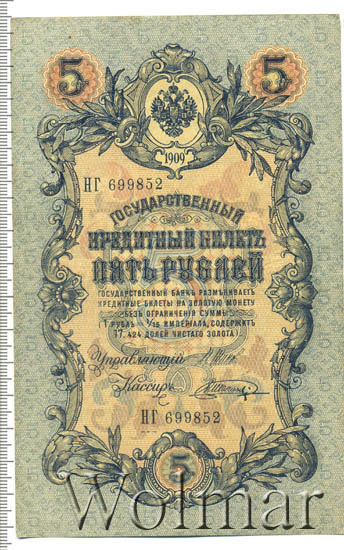 5 5
1909
НГ 699852
ГОСУДАРСТВЕННЫЙ
КРЕДИТНЫЙ БИЛЕТЪ
ПЯТЬ РУБЛЕЙ
ГОСУДАРСТВЕННЫЙ БАНКЪ РАЗМѢНИВАЕТЪ
КРЕДИТНЫЕ БИЛЕТЫ НА ЗОЛОТУЮ МОНЕТУ
БЕЗЪ ОГРАНИЧЕНІЯ СУММЫ
(1 РУБЛЬ = 1/15 ИМПЕРІАЛА, СОДЕРЖИТЪ
17,424 ДОЛЕЙ ЧИСТАГО ЗОЛОТА)
Управляющій
Кассиръ
НГ 699852
5
Wolmar